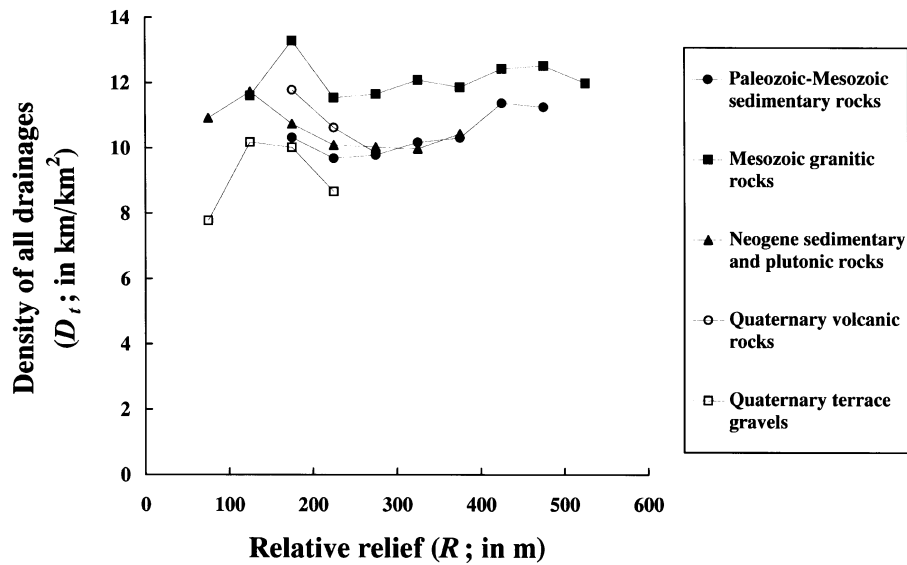 14
12
10
8
6
4
2
0
Density of all drainages
(D t ; in km/km²)
0 100 200 300 400 500 600
Relative relief (R ; in m)
Paleozoic-Mesozoic
sedimentary rocks
Mesozoic granitic
rocks
Neogene sedimentary
and plutonic rocks
Quaternary volcanic
rocks
Quaternary terrace
gravels